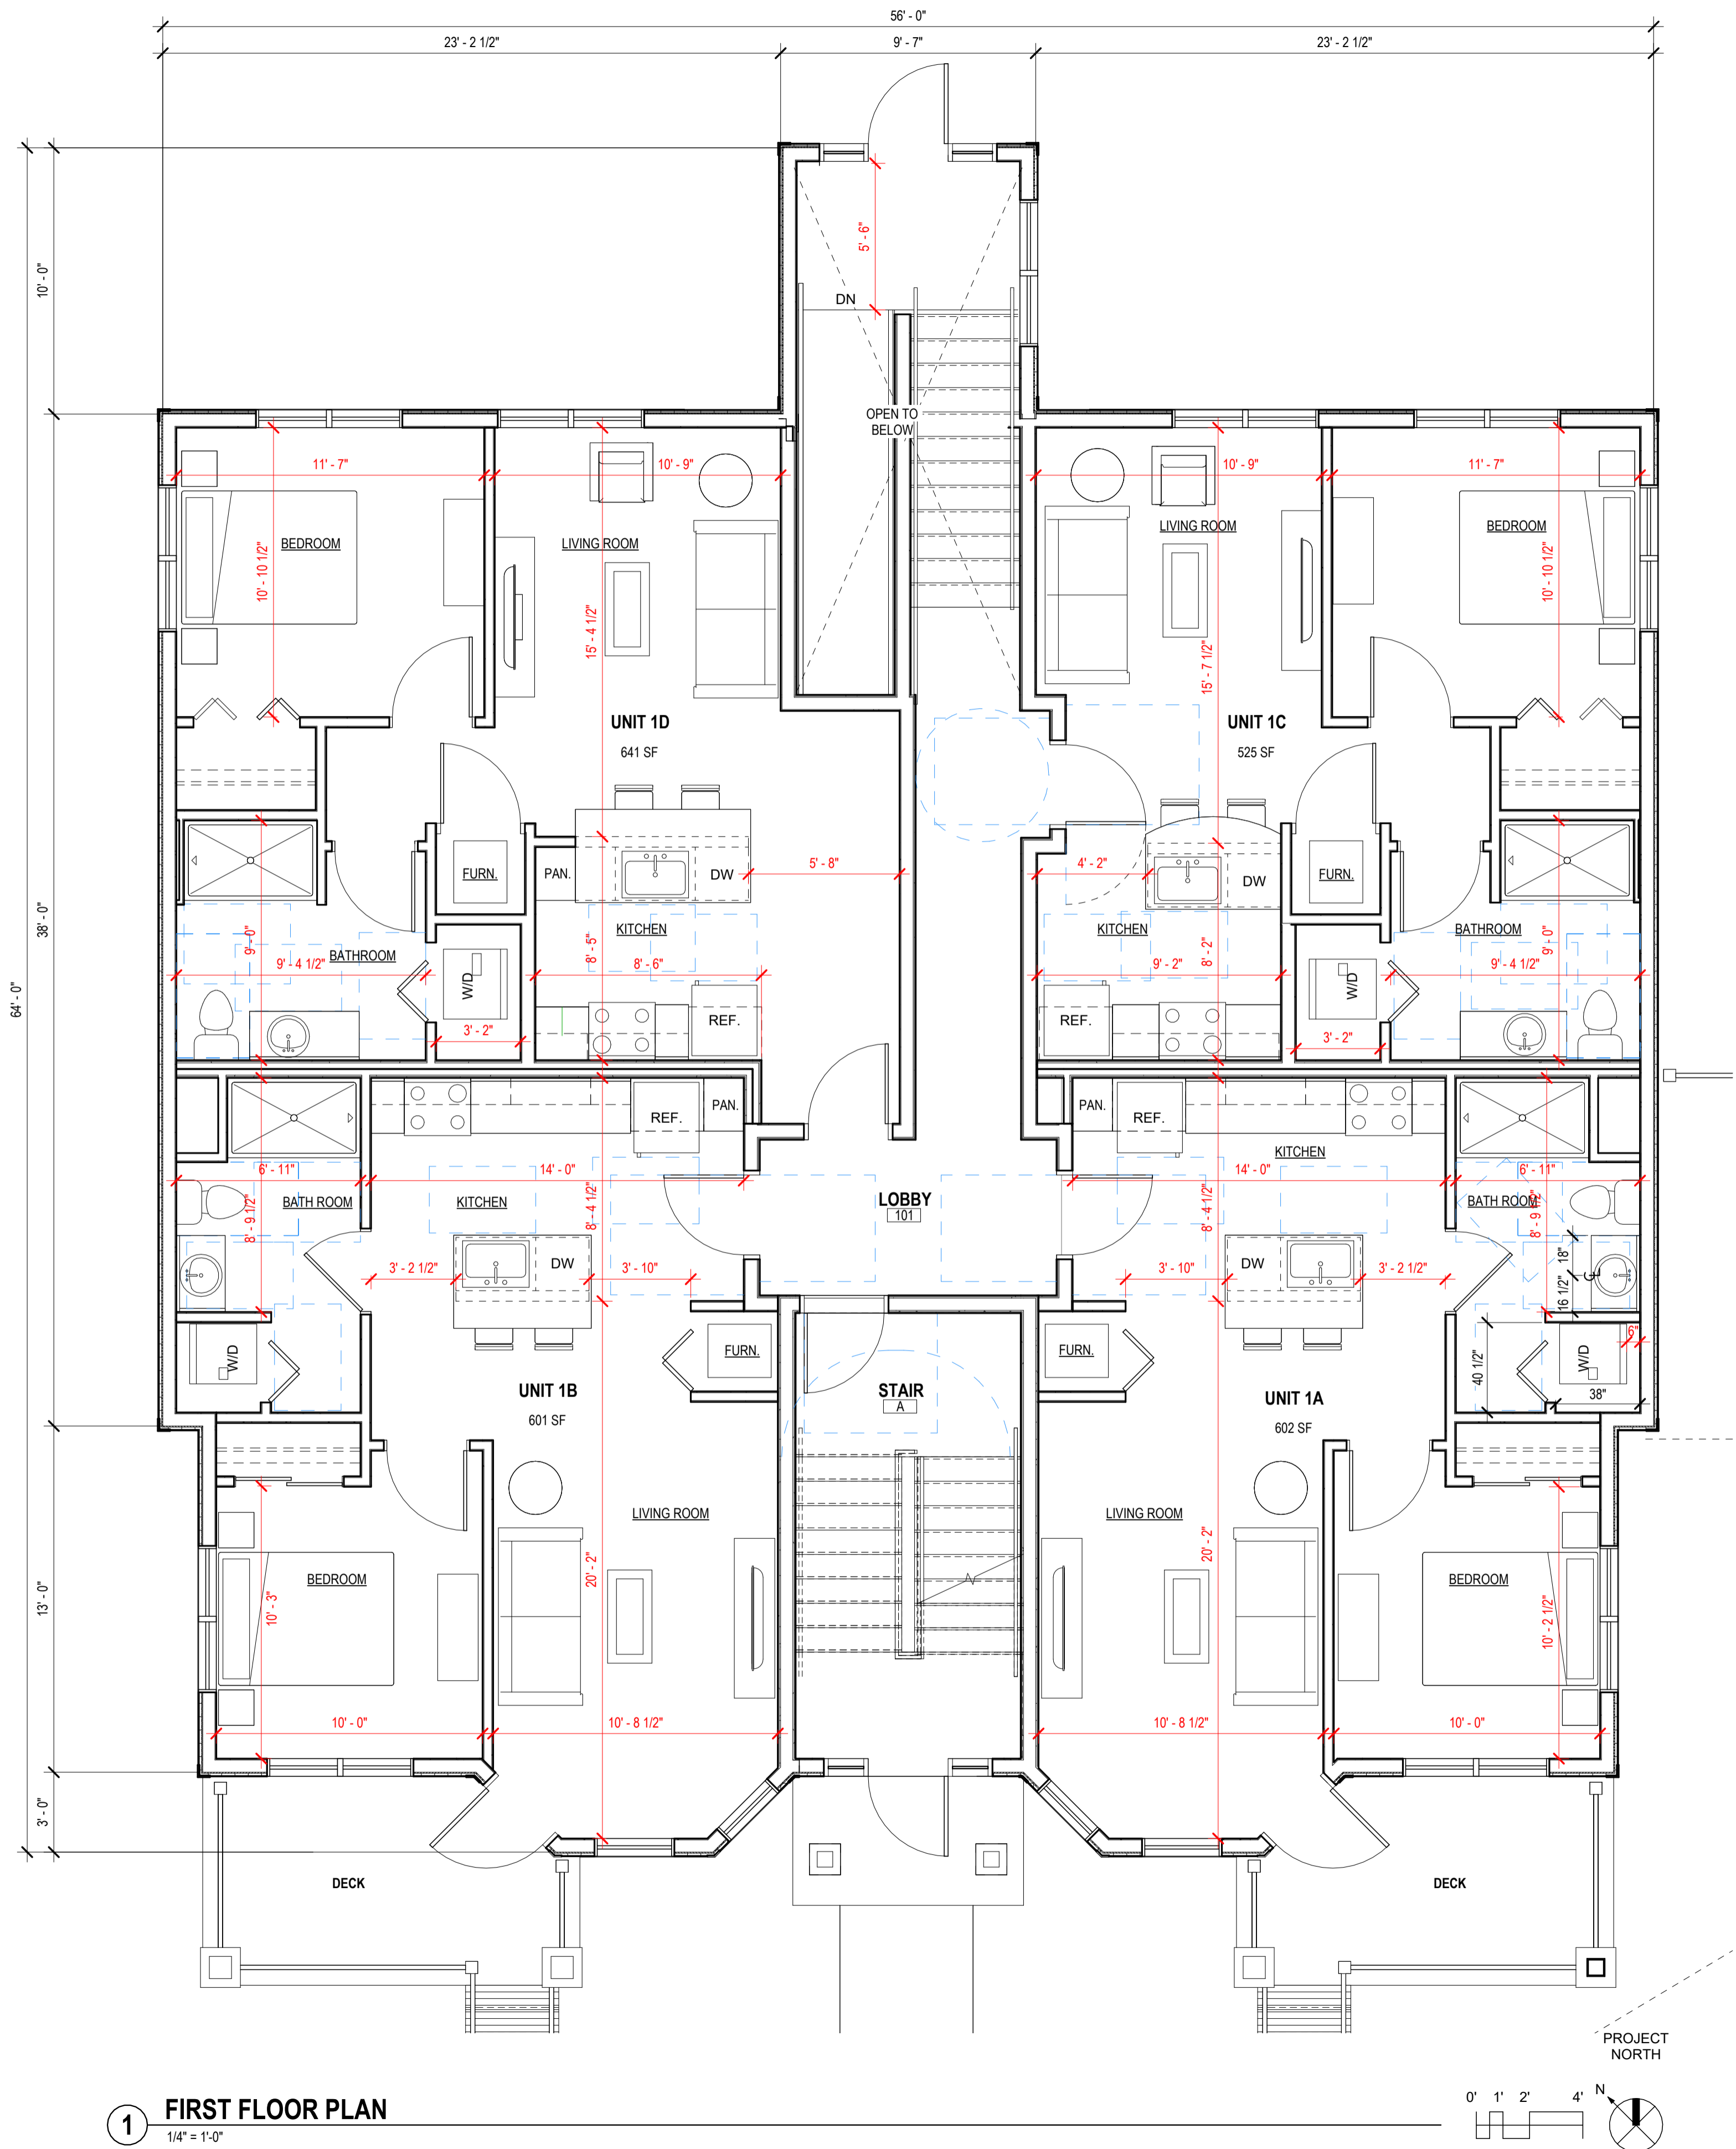 56' - 0"
23' - 2 1/2"
9' - 7"
23' - 2 1/2"
10' - 0"
5' - 6"
DN
OPEN TO
BELOW
11' - 7"
10' - 9"
10' - 9"
11' - 7"
BEDROOM
LIVING ROOM
LIVING ROOM
BEDROOM
10' - 10 1/2"
15' - 4 1/2"
15' - 7 1/2"
10' - 10 1/2"
UNIT 1D
641 SF
UNIT 1C
525 SF
FURN.
PAN.
DW
5' - 8"
4' - 2"
DW
FURN.
38' - 0"
64' - 0"
9' - 0"
BATHROOM
KITCHEN
KITCHEN
BATHROOM
9' - 0"
9' - 4 1/2"
W/D
8' - 5"
8' - 6"
9' - 2"
8' - 2"
W/D
9' - 4 1/2"
3' - 2"
REF.
REF.
3' - 2"
REF.
PAN.
PAN.
REF.
6' - 11"
14' - 0"
KITCHEN
14' - 0"
6' - 11"
BATH ROOM
KITCHEN
LOBBY
101
BATH ROOM
8' - 9 1/2"
8' - 4 1/2"
8' - 4 1/2"
8' - 9 1/2"
3' - 2 1/2"
DW
3' - 10"
3' - 10"
DW
3' - 2 1/2"
18"
16 1/2"
6"
W/D
FURN.
FURN.
40 1/2"
W/D
38"
UNIT 1B
601 SF
STAIR
A
UNIT 1A
602 SF
LIVING ROOM
LIVING ROOM
13' - 0"
BEDROOM
10' - 3"
20' - 2"
20' - 2"
BEDROOM
10' - 2 1/2"
10' - 0"
10' - 8 1/2"
10' - 8 1/2"
10' - 0"
3' - 0"
DECK
DECK
PROJECT
NORTH
0' 1' 2' 4'
N
1
FIRST FLOOR PLAN
1/4" = 1'-0"